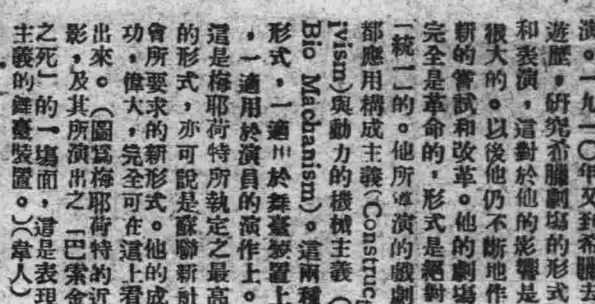 演。一九一〇年又到希臘去
遊歷，研究希臘劇場的形式
和表演，這對於他的影響是
很大的。以後他仍不斷地作
新的嘗試和改革。他的劇場
完全是革命的，形式是絕對
「統一」的。他所導演的戲劇
都應用構成主義(Constrict
ivism)與動力的機械主義（
Bio Machanism)。這兩種
形式，一適用於舞臺裝置上
，一適用於演員的演作上。
這是梅耶荷特所執定之最高
的形式，亦可說是蘇聯新社
會所要求的新形式。他的成
功，偉大，完全可在這上看
出來。（圖爲梅耶荷特的近
影，及其所演出之「巴索金
之死」的一場面，這是表現
主義的舞臺裝置。）（韋人）